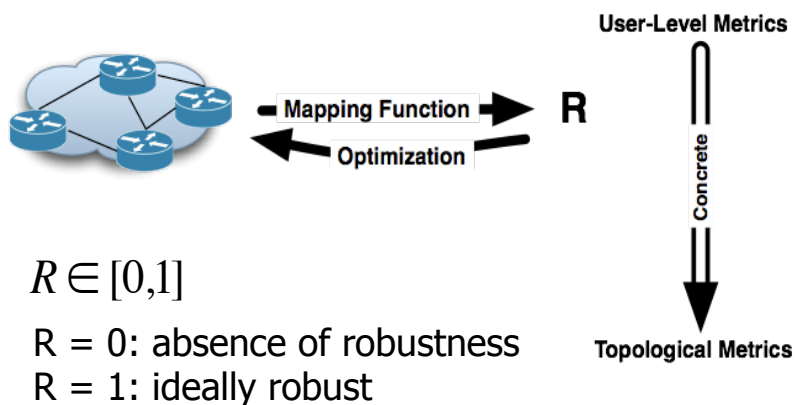 User-Level Metrics
Mapping Function
R
Optimization
Concrete
R ∈ [0,1]
R = 0: absence of robustness
Topological Metrics
R = 1: ideally robust